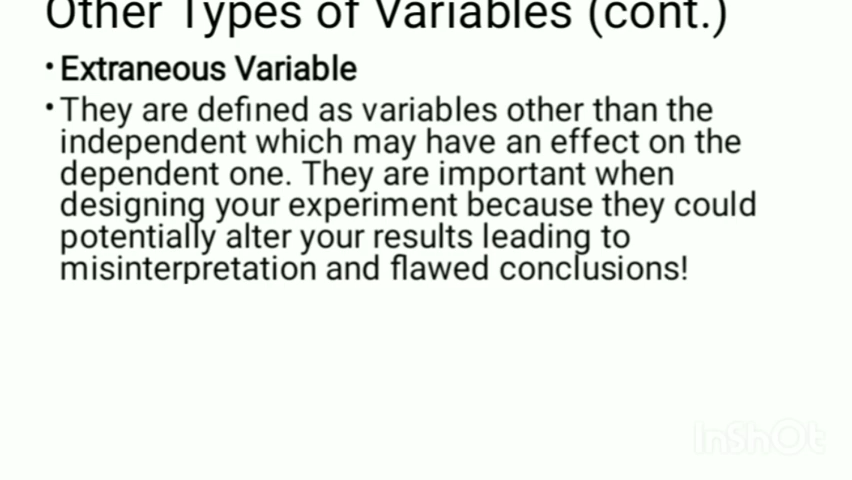 Other Types of Variables (cont.)
• Extraneous Variable
• They are defined as variables other than the
independent which may have an effect on the
dependent one. They are important when
designing your experiment because they could
potentially alter your results leading to
misinterpretation and flawed conclusions!
InShOt